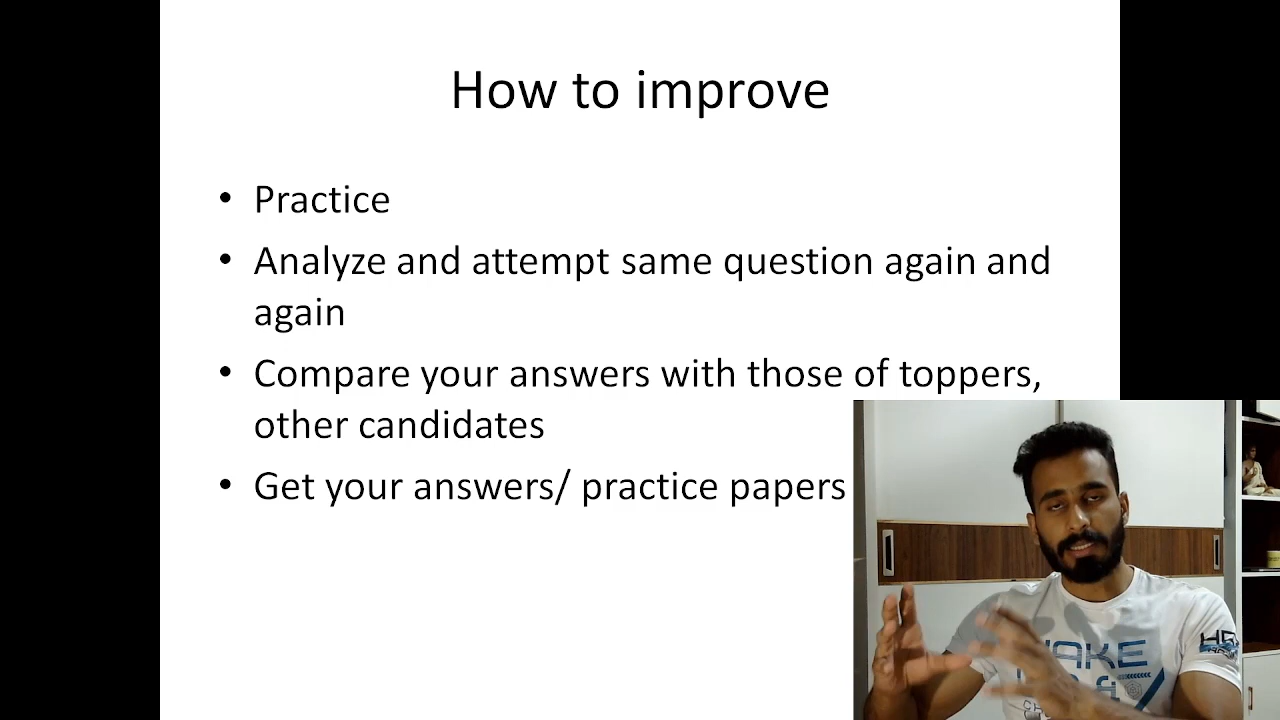 How to improve
• Practice
• Analyze and attempt same question again and
again
• Compare your answers with those of toppers,
other candidates
• Get your answers/ practice papers